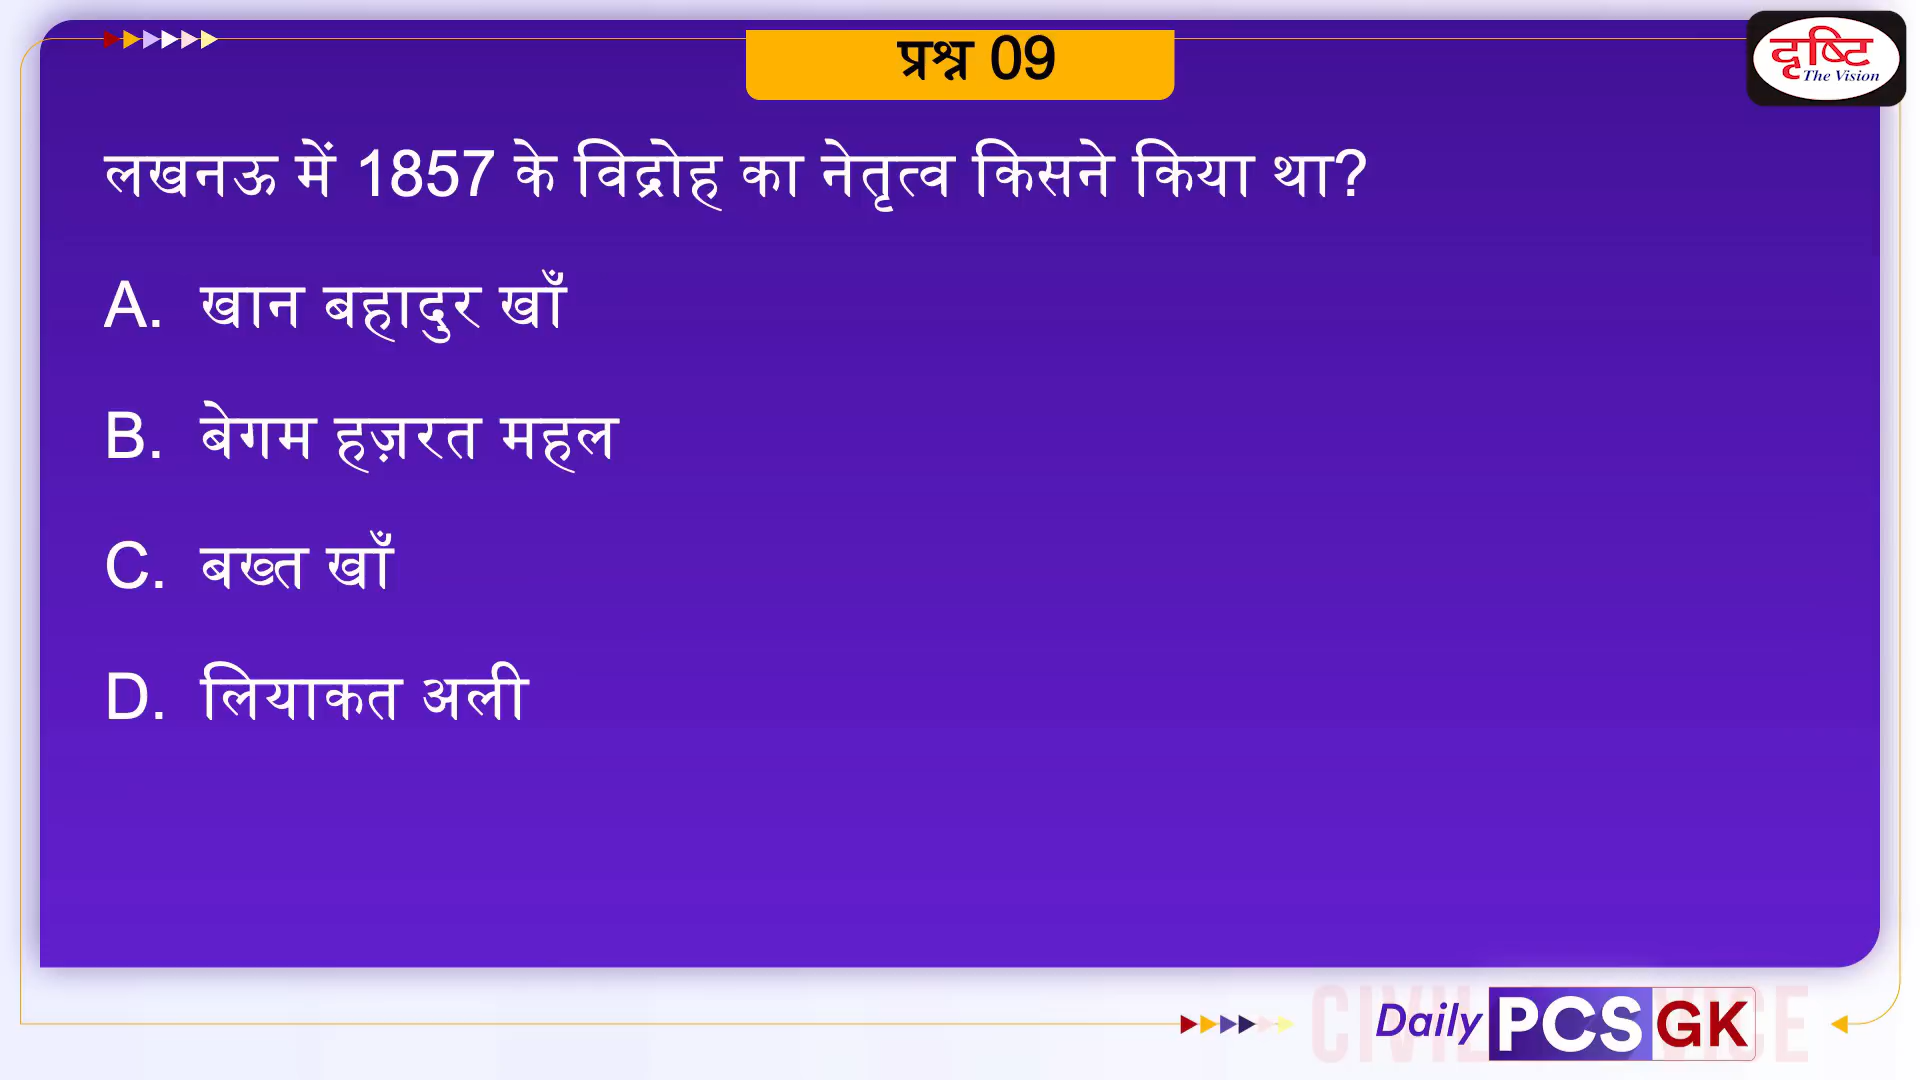 प्रश्न 09
दृष्टि
The Vision
लखनऊ में 1857 के विद्रोह का नेतृत्व किसने किया था?
A. खान बहादुर खाँ
B. बेगम हज़रत महल
C. बख्त खाँ
D. लियाकत अली
Daily PCS GK